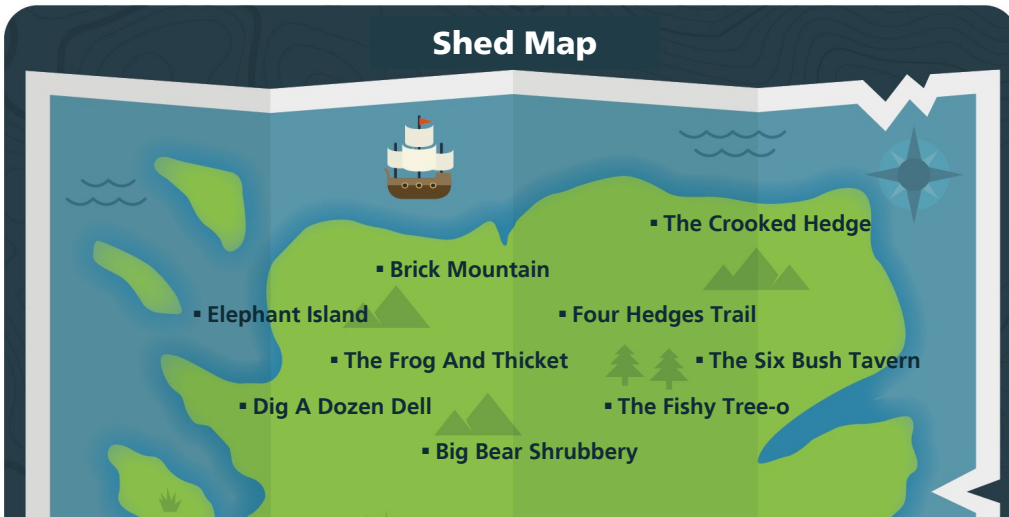 Shed Map
▪ The Crooked Hedge
▪ Brick Mountain
▪ Elephant Island
▪ Four Hedges Trail
▪ The Frog And Thicket
▪ The Six Bush Tavern
▪ Dig A Dozen Dell
▪ The Fishy Tree-o
▪ Big Bear Shrubbery